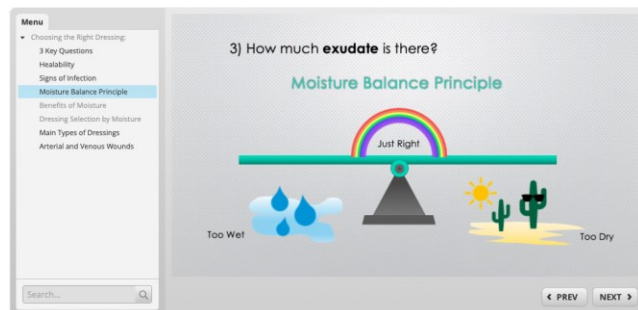 Menu
Choosing the Right Dressing:
3 Key Questions
Healability
Signs of Infection
Moisture Balance Principle
Benefits of Moisture
Dressing Selection by Moisture
Main Types of Dressings
Arterial and Venous Wounds
Search...
3) How much exudate is there?
Moisture Balance Principle
Just Right
Too Wet
Too Dry
PREV NEXT